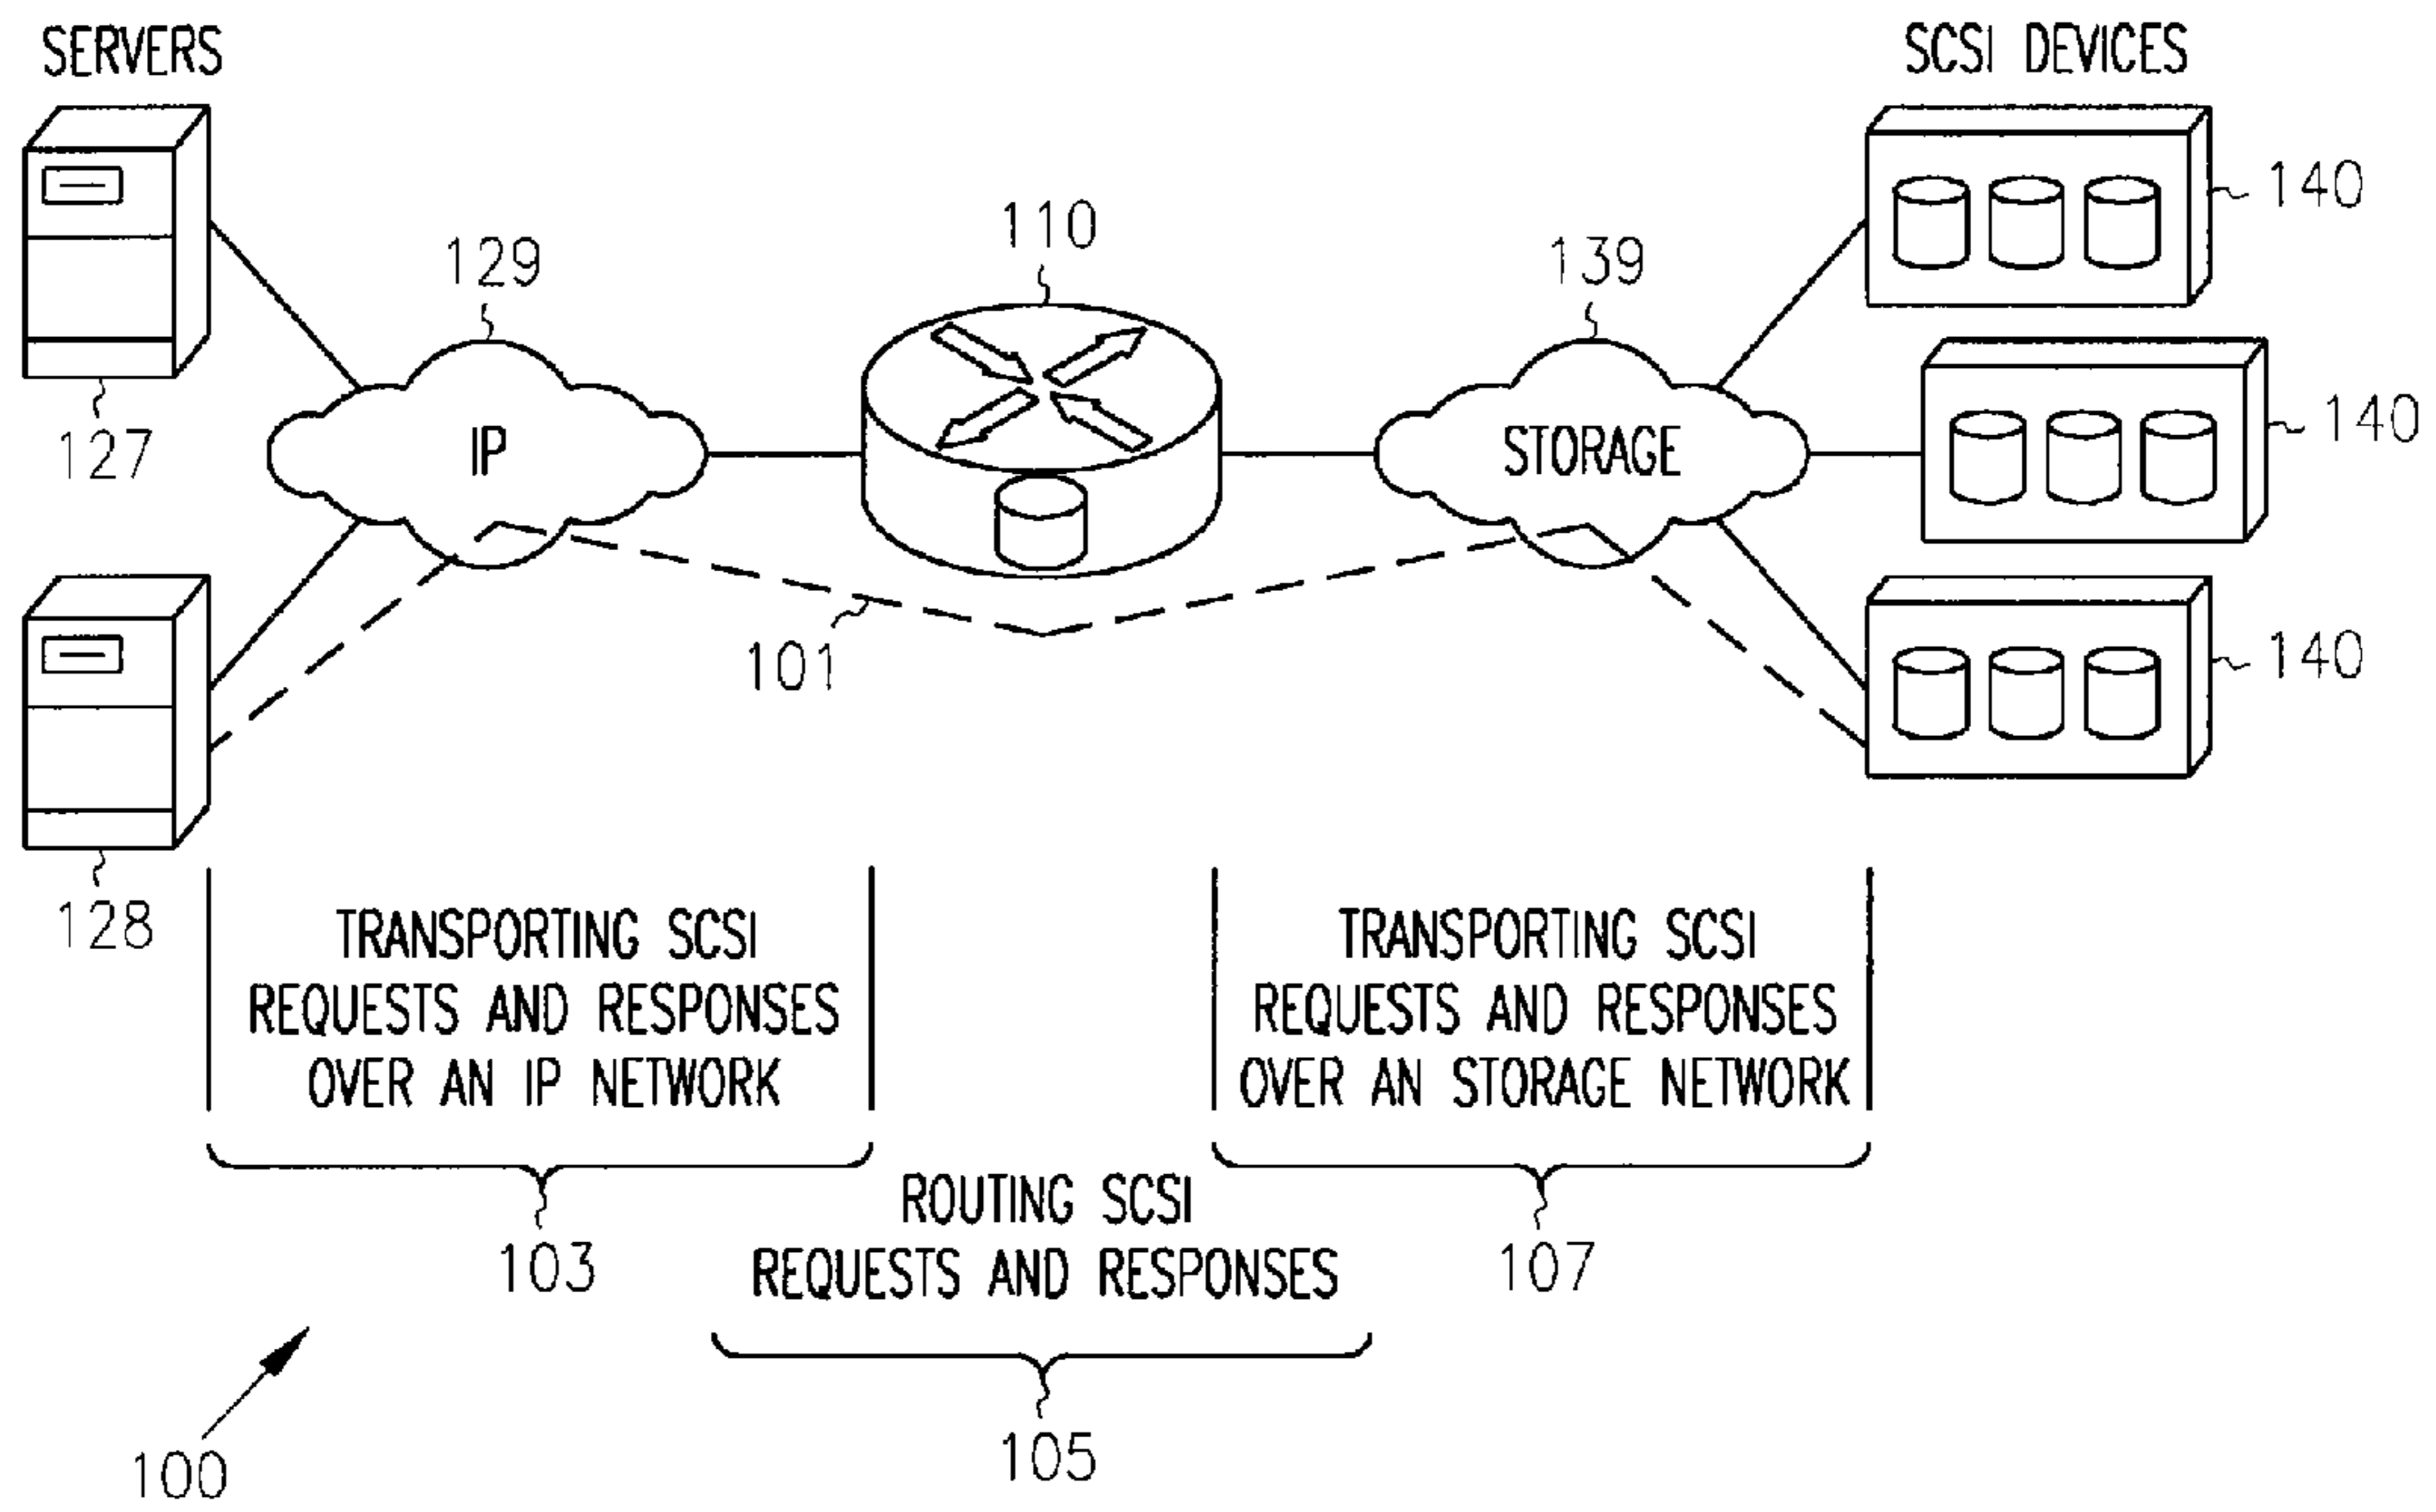 SERVERS
SCSI DEVICES
140
110
129
139
140
IP
STORAGE
127
101
140
128
TRANSPORTING SCSI
REQUESTS AND RESPONSES
OVER AN IP NETWORK
TRANSPORTING SCSI
REQUESTS AND RESPONSES
OVER AN STORAGE NETWORK
ROUTING SCSI
REQUESTS AND RESPONSES
103
107
105
100